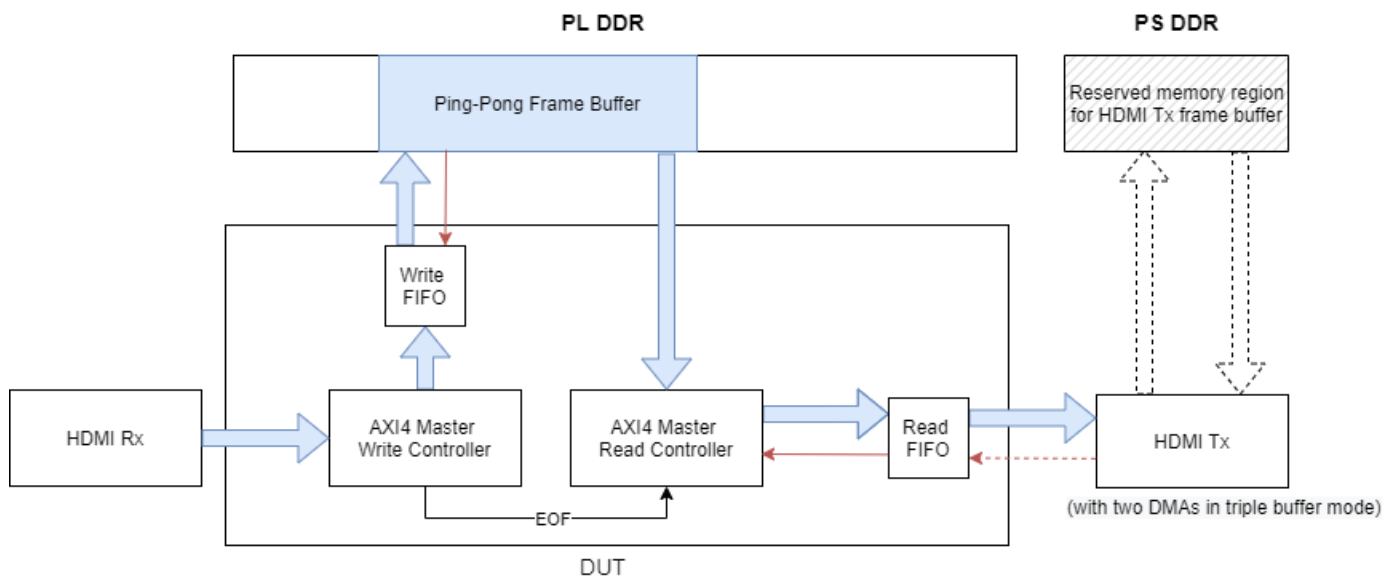 PL DDR
PS DDR
Ping-Pong Frame Buffer
Reserved memory region
for HDMI Tx frame buffer
Write
FIFO
HDMI Rx
AXI4 Master
Write Controller
AXI4 Master
Read Controller
Read
FIFO
HDMI Tx
(with two DMAs in triple buffer mode)
EOF
DUT